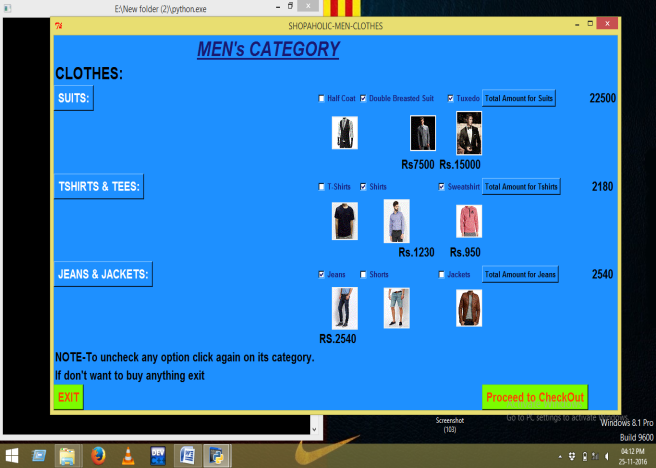 E:\New folder (2)\python.exe
SHOPAHOLIC-MEN-CLOTHES
MEN's CATEGORY
CLOTHES:
SUITS:
Half Coat Double Breasted Suit Tuxedo Total Amount for Suits 22500
Rs7500 Rs.15000
TSHIRTS & TEES:
T-Shirts Shirts Sweatshirt Total Amount for Tshirts 2180
Rs.1230 Rs.950
JEANS & JACKETS:
Jeans Shorts Jackets Total Amount for Jeans 2540
RS.2540
NOTE-To uncheck any option click again on its category.
If don't want to buy anything exit
EXIT
Proceed to CheckOut
Go to PC settings to activate Windows.
Screenshot
(103)
Windows 8.1 Pro
Build 9600
DEV
04:12 PM
25-11-2016